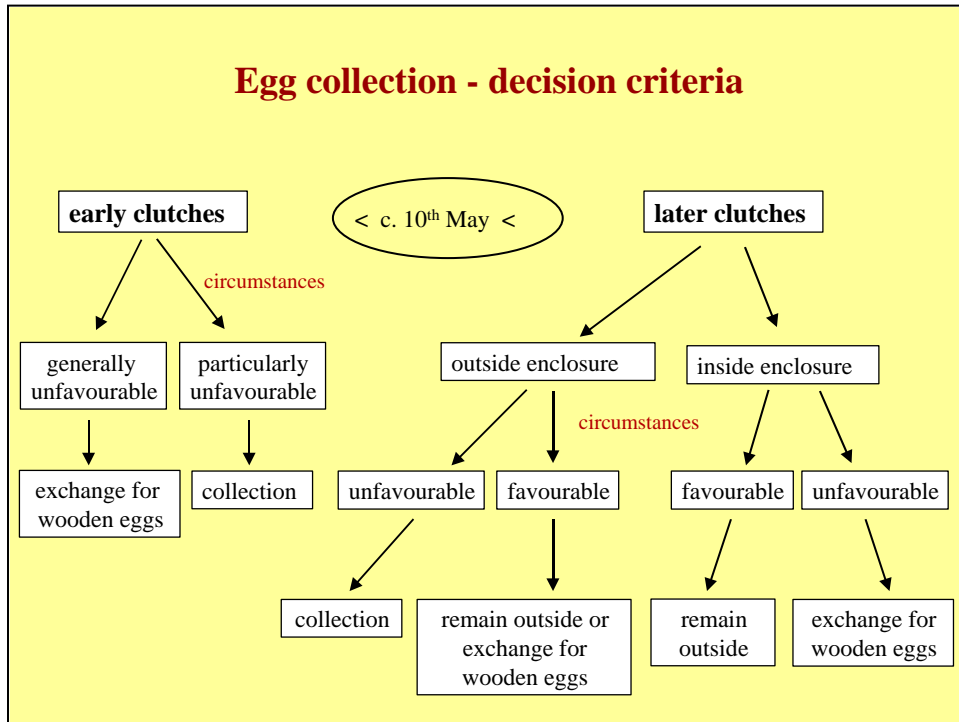 Egg collection - decision criteria
early clutches
< c. 10th May <
later clutches
circumstances
generally
unfavourable
particularly
unfavourable
outside enclosure
inside enclosure
circumstances
exchange for
wooden eggs
collection
unfavourable
favourable
favourable
unfavourable
collection
remain outside or
exchange for
wooden eggs
remain
outside
exchange for
wooden eggs